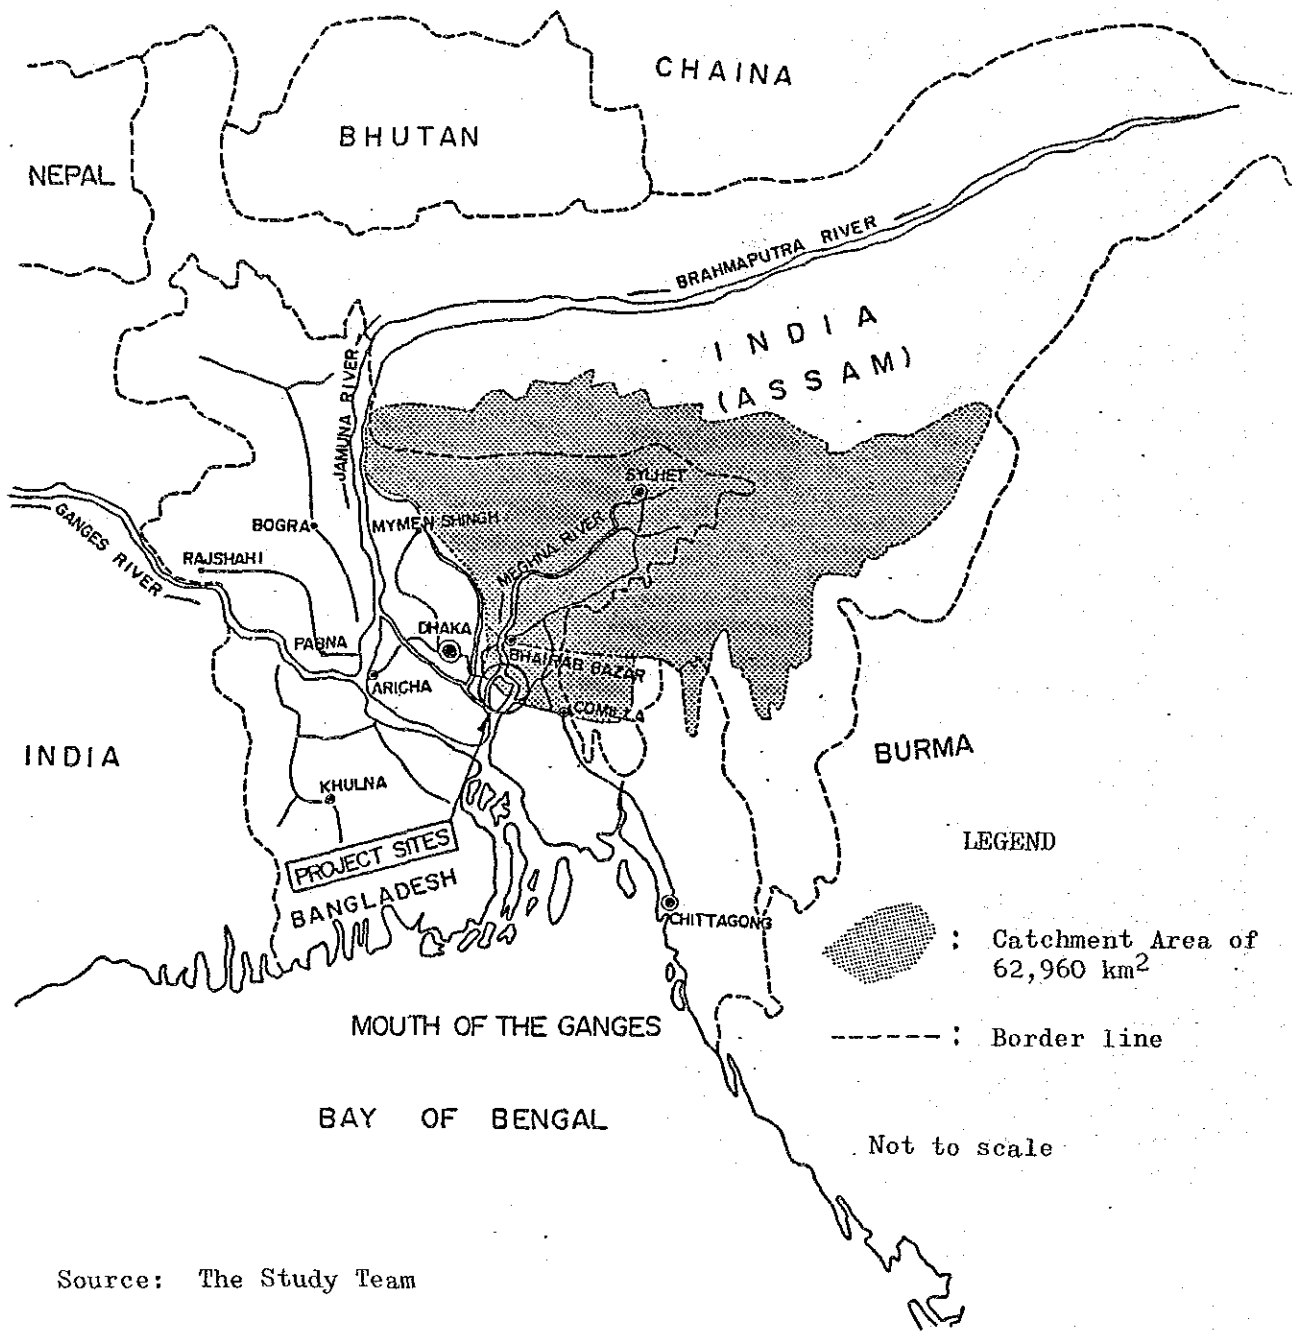 CHAINA
BHUTAN
NEPAL
BRAHMAPUTRA RIVER
INDIA
(ASSAM)
JAMUNA RIVER
SYLHET
GANGES RIVER
BOGRA
MYMEN SHINGH
MEGHNA RIVER
RAJSHAHI
DHAKA
PABNA
BHAIRAB BAZAR
ARICHA
COMILLA
INDIA
BURMA
KHULNA
PROJECT SITES
BANGLADESH
CHITTAGONG
LEGEND
: Catchment Area of
62,960 km²
MOUTH OF THE GANGES
: Border line
BAY OF BENGAL
Not to scale
Source: The Study Team